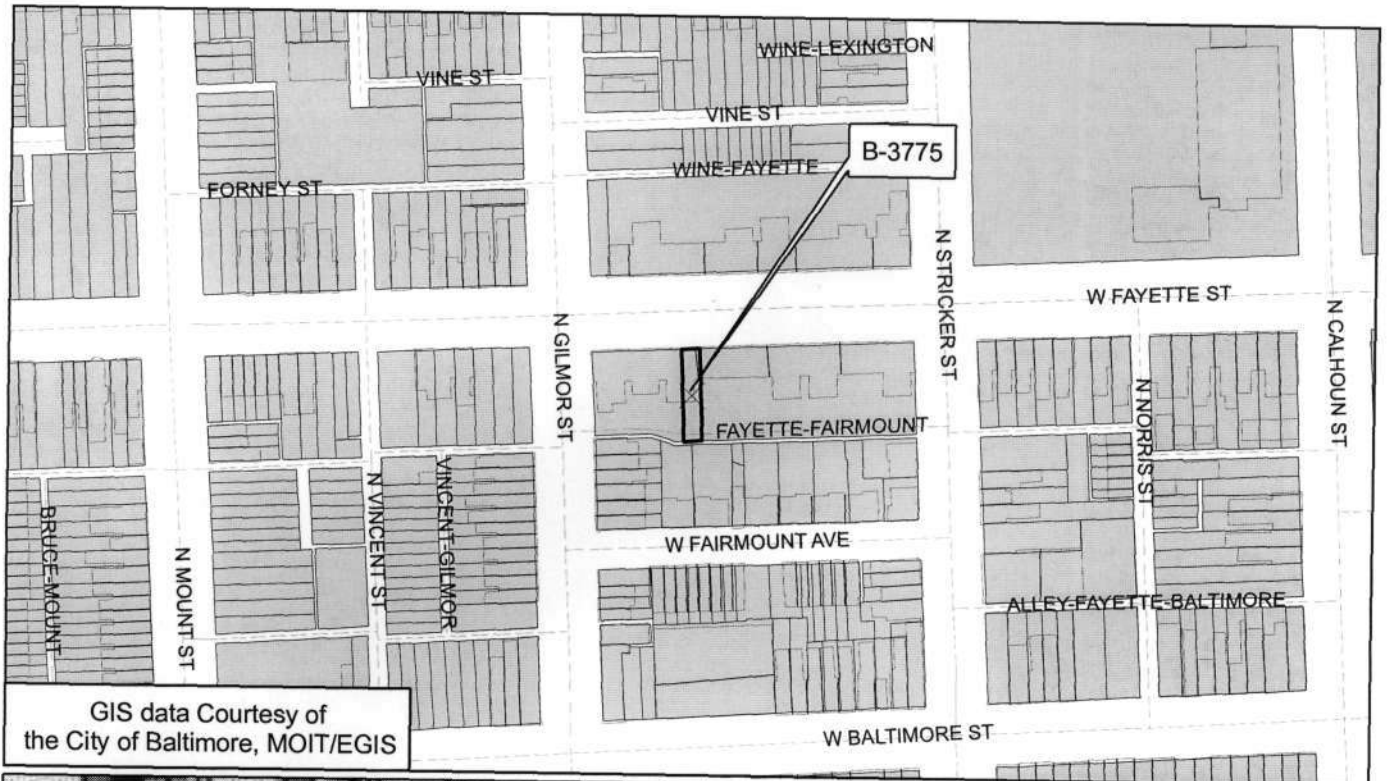 WINE-LEXINGTON
VINE ST
VINE ST
B-3775
WINE-FAYETTE
FORNEY ST
N STRICKER ST
W FAYETTE ST
N GILMOR ST
N CALHOUN ST
FAYETTE-FAIRMOUNT
N NORRIS ST
N VINCENT ST
VINCENT-GILMOR
BRUCE-MOUNT
N MOUNT ST
W FAIRMOUNT AVE
ALLEY-FAYETTE-BALTIMORE
GIS data Courtesy of
the City of Baltimore, MOIT/EGIS
W BALTIMORE ST